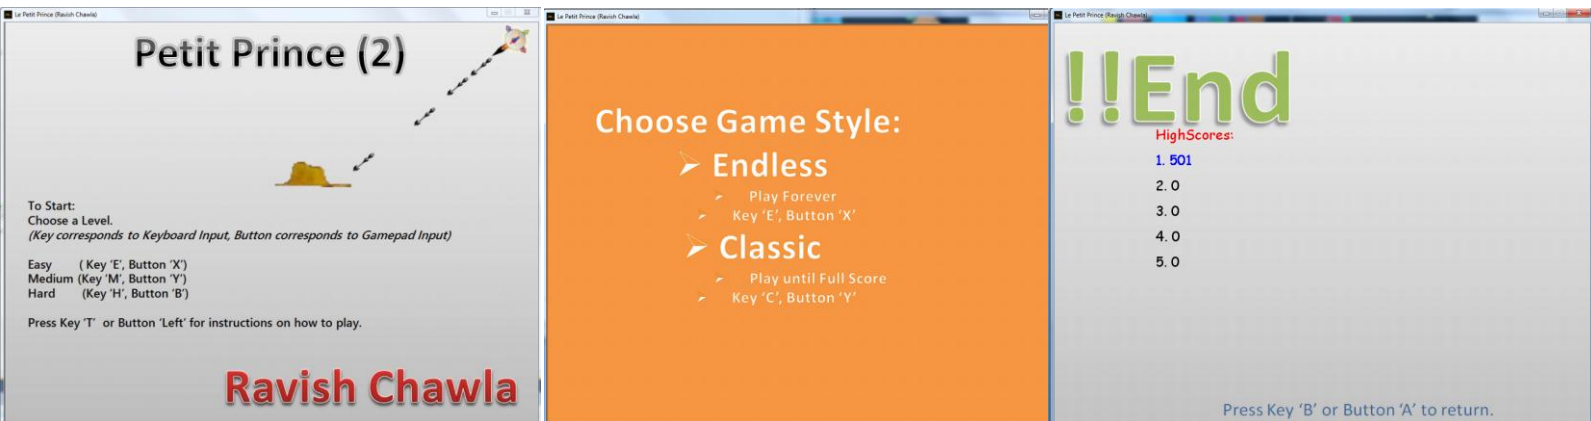 Le Petit Prince (Ravish Chawla)
Petit Prince (2)
To Start:
Choose a Level.
(Key corresponds to Keyboard Input, Button corresponds to Gamepad Input)
Easy ( Key ‘E’, Button ‘X’)
Medium (Key ‘M’, Button ‘Y’)
Hard (Key ‘H’, Button ‘B’)
Press Key ‘T’ or Button ‘Left’ for instructions on how to play.
Ravish Chawla
Le Petit Prince (Ravish Chawla)
Choose Game Style:
➢ Endless
➢ Play Forever
➢ Key ‘E’, Button ‘X’
➢ Classic
➢ Play until Full Score
➢ Key ‘C’, Button ‘Y’
Le Petit Prince (Ravish Chawla)
!!End
HighScores:
1. 501
2. 0
3. 0
4. 0
5. 0
Press Key ‘B’ or Button ‘A’ to return.